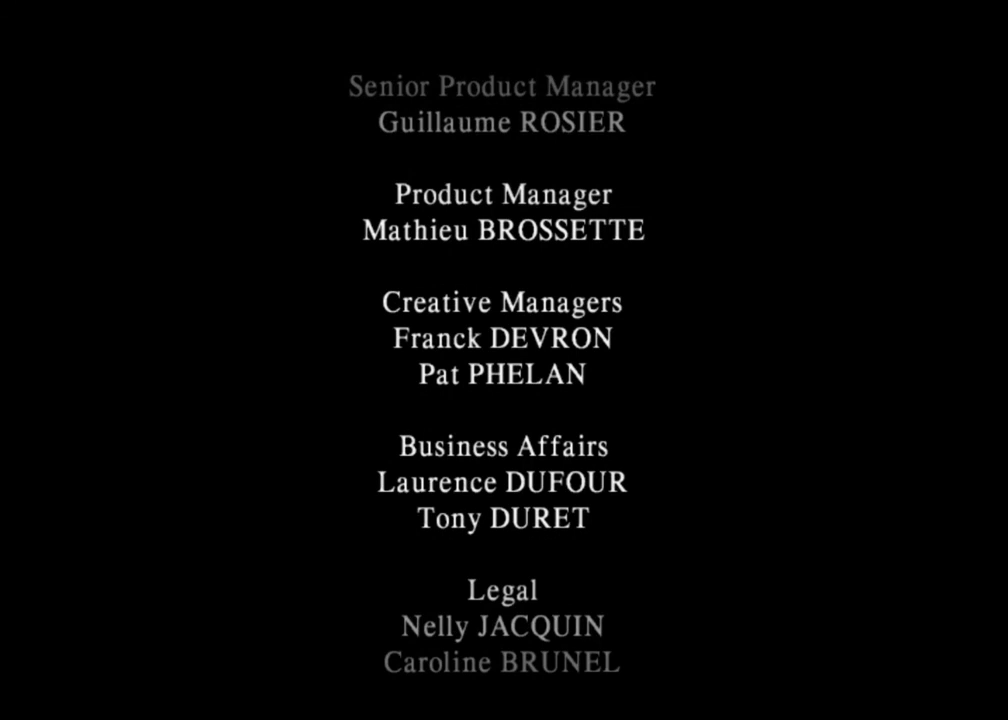 Senior Product Manager
Guillaume ROSIER
Product Manager
Mathieu BROSSETTE
Creative Managers
Franck DEVRON
Pat PHELAN
Business Affairs
Laurence DUFOUR
Tony DURET
Legal
Nelly JACQUIN
Caroline BRUNEL